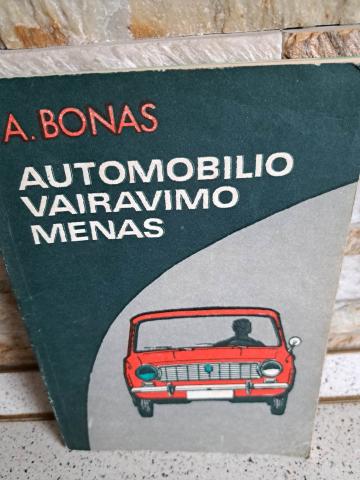 A. BONAS
AUTOMOBILIO
VAIRAVIMO
MENAS